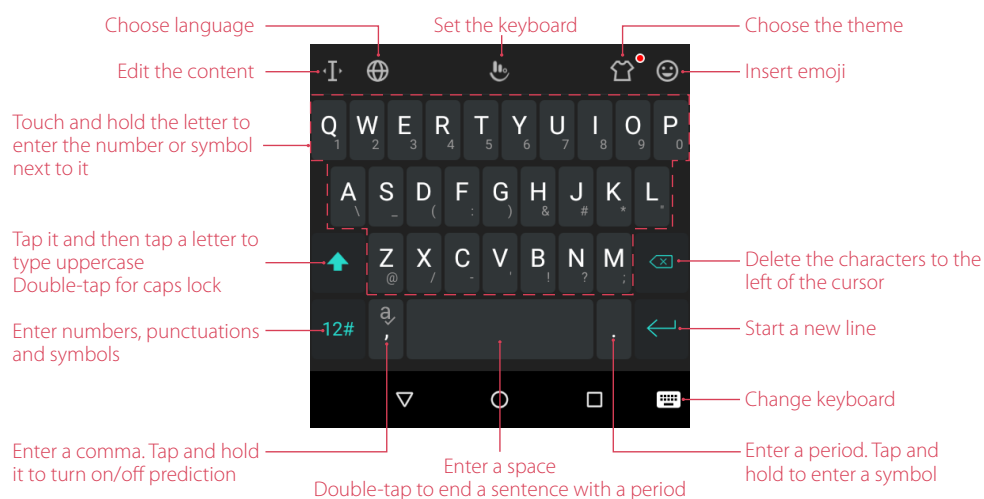 Choose language
Set the keyboard
Choose the theme
Edit the content
Insert emoji
Touch and hold the letter to
enter the number or symbol
next to it
Q W E R T Y U I O P
1 2 3 4 5 6 7 8 9 0
A S D F G H J K L
\ _ ( : ) & # * °
Tap it and then tap a letter to
type uppercase
Double-tap for caps lock
Z X C V B N M
@ / - ' ! ? ;
Delete the characters to the
left of the cursor
Enter numbers, punctuations
and symbols
12#
a
, .
Start a new line
Change keyboard
Enter a comma. Tap and hold
it to turn on/off prediction
Enter a space
Double-tap to end a sentence with a period
Enter a period. Tap and
hold to enter a symbol